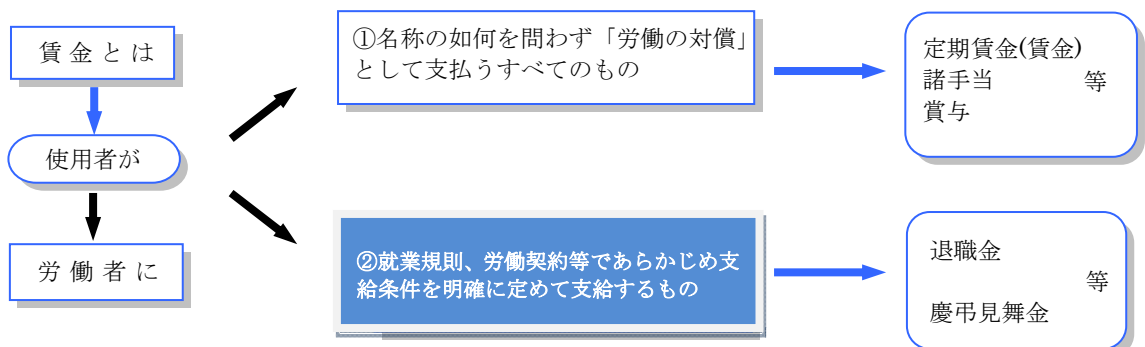 賃金とは
使用者が
労働者に
①名称の如何を問わず「労働の対償」
として支払うすべてのもの
定期賃金(賃金)
諸手当 等
賞与
②就業規則、労働契約等であらかじめ支
給条件を明確に定めて支給するもの
退職金
等
慶弔見舞金